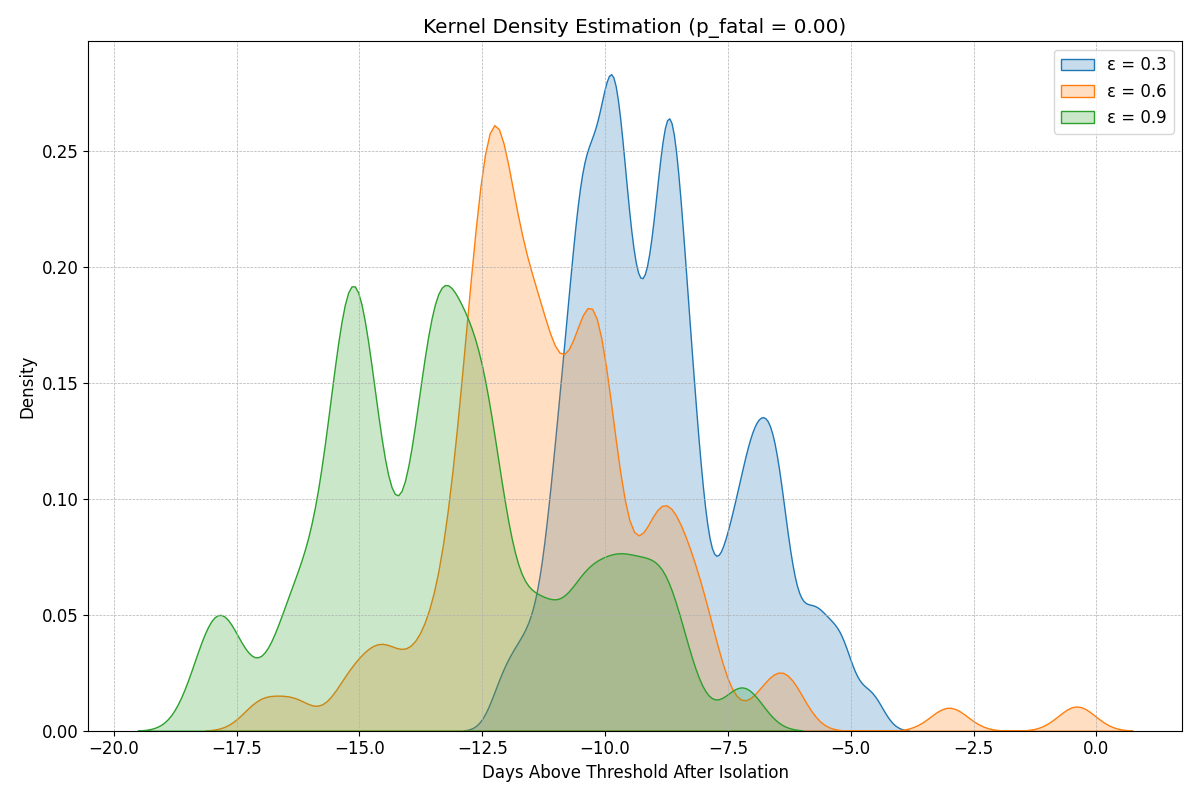 Kernel Density Estimation (p_fatal = 0.00)
ε = 0.3
ε = 0.6
ε = 0.9
Density
0.25
0.20
0.15
0.10
0.05
0.00
−20.0 −17.5 −15.0 −12.5 −10.0 −7.5 −5.0 −2.5 0.0
Days Above Threshold After Isolation